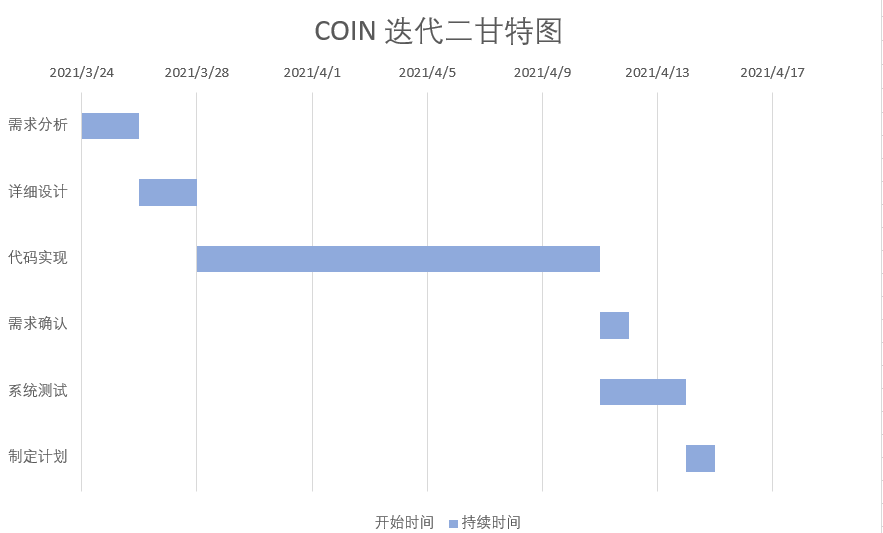 COIN 迭代二甘特图
2021/3/24 2021/3/28 2021/4/1 2021/4/5 2021/4/9 2021/4/13 2021/4/17
需求分析
详细设计
代码实现
需求确认
系统测试
制定计划
开始时间 持续时间